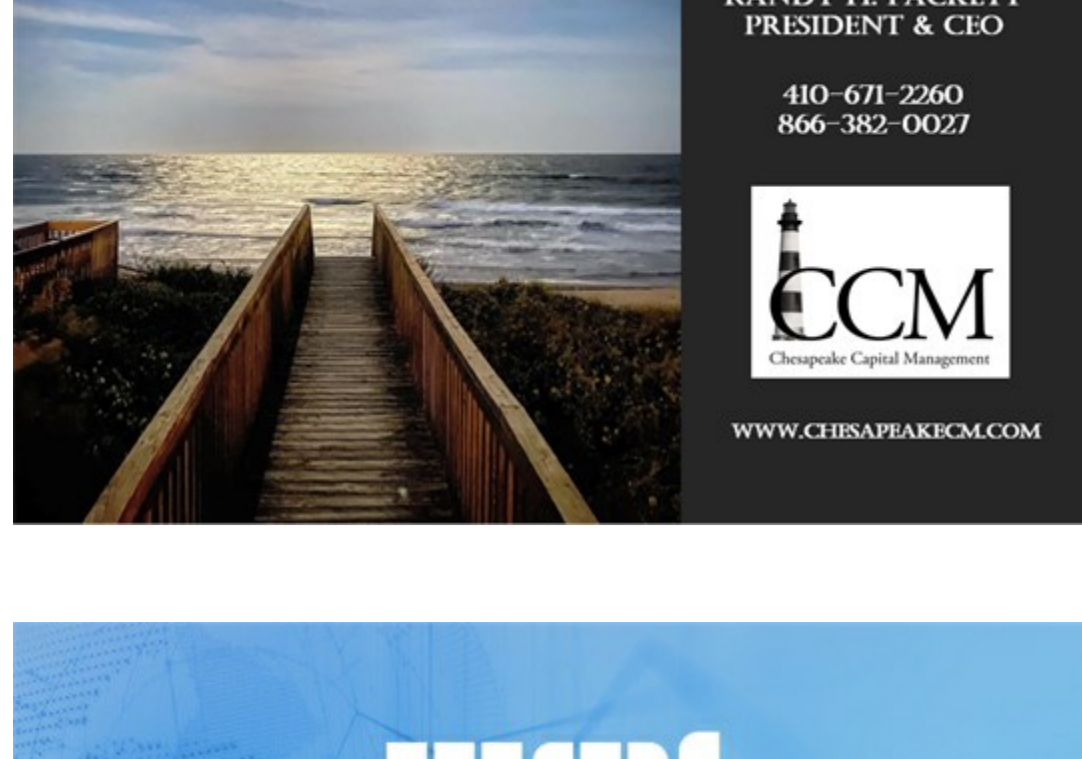 PRESIDENT & CEO
410-671-2260
866-382-0027
CCM
Chesapeake Capital Management
WWW.CHESAPEAKECM.COM